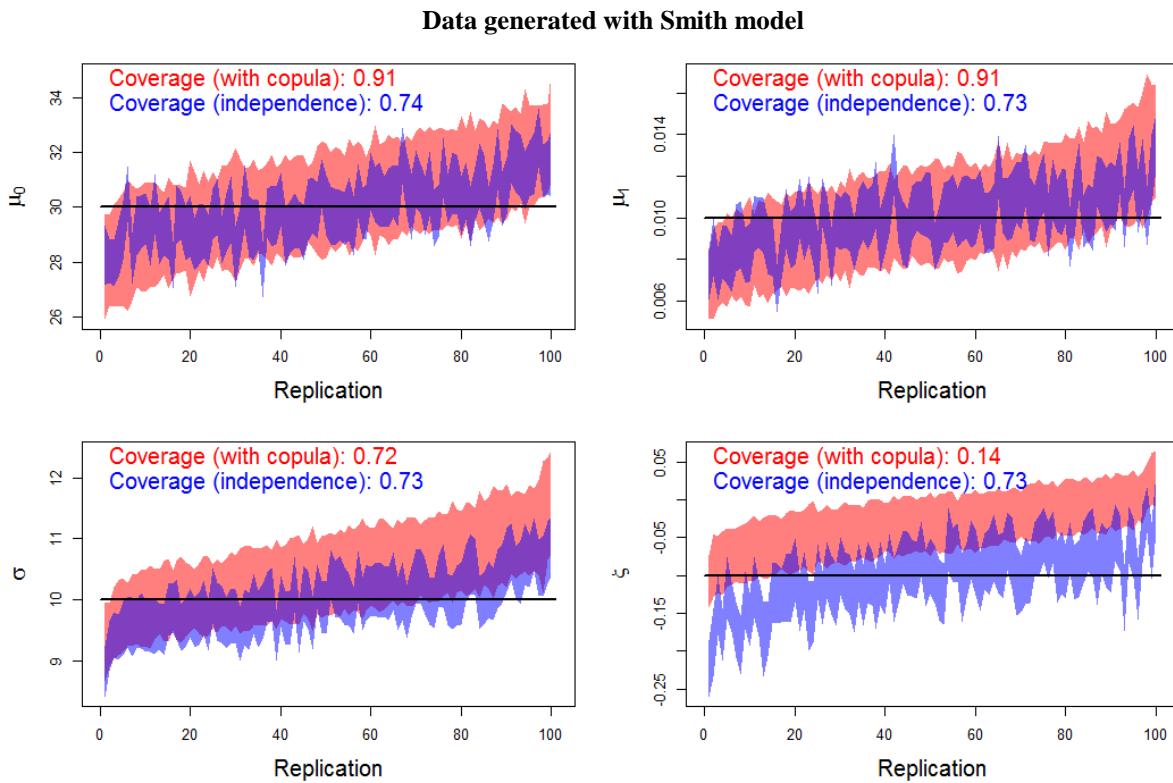 Data generated with Smith model
Coverage (with copula): 0.91
Coverage (independence): 0.74
μ0
34
32
30
28
26
0 20 40 60 80 100
Replication
Coverage (with copula): 0.91
Coverage (independence): 0.73
μ1
0.014
0.010
0.006
0 20 40 60 80 100
Replication
Coverage (with copula): 0.72
Coverage (independence): 0.73
σ
12
11
10
9
0 20 40 60 80 100
Replication
Coverage (with copula): 0.14
Coverage (independence): 0.73
ζ
0.05
-0.05
-0.15
-0.25
0 20 40 60 80 100
Replication